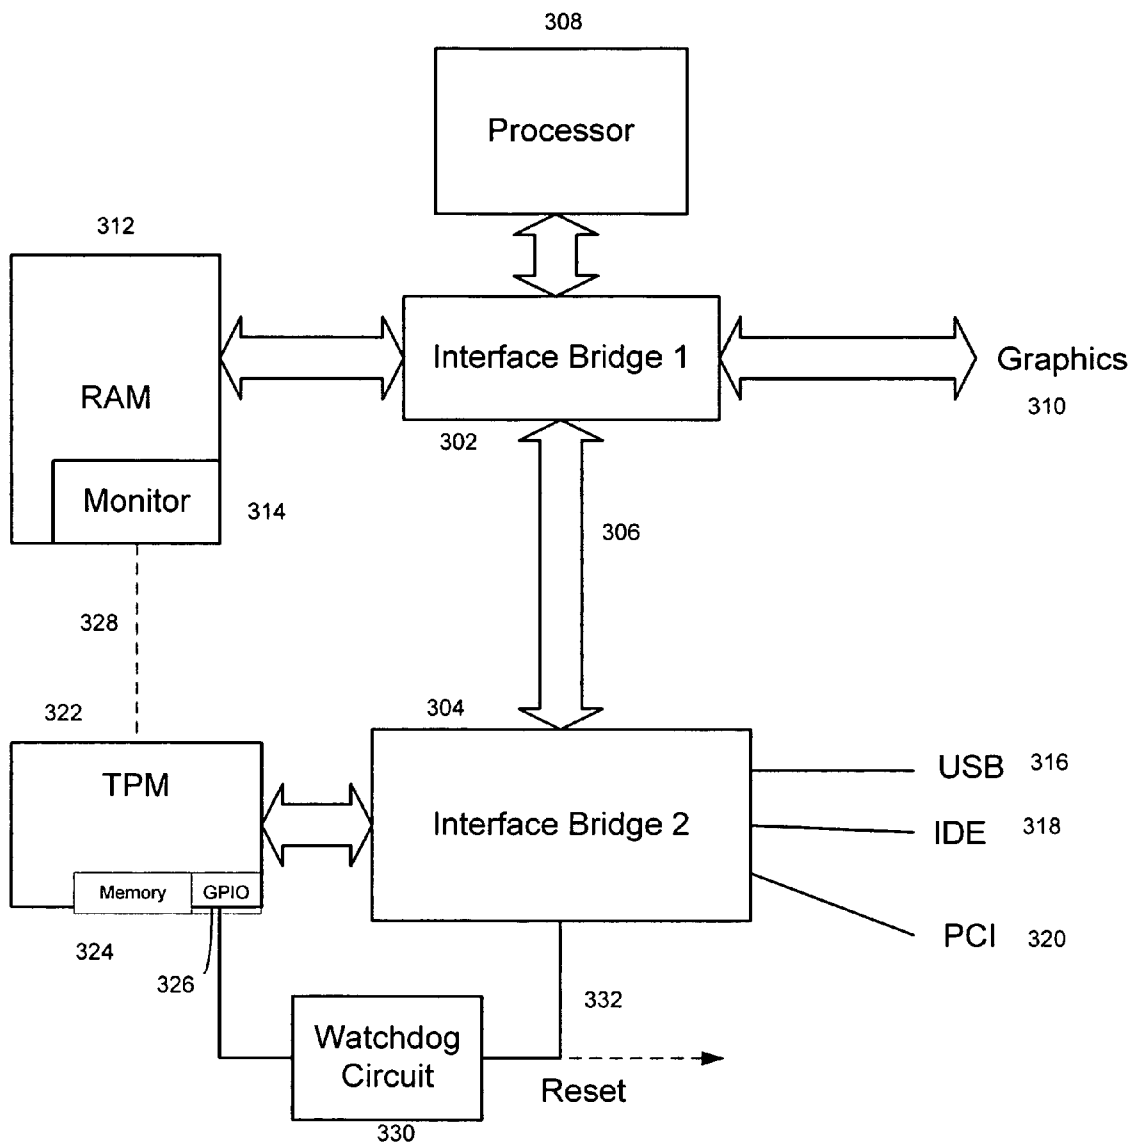 308
Processor
312
RAM
Monitor
314
Interface Bridge 1
302
Graphics
310
306
328
322
TPM
Memory
GPIO
324
326
304
Interface Bridge 2
USB 316
IDE 318
PCI 320
332
Watchdog
Circuit
330
Reset